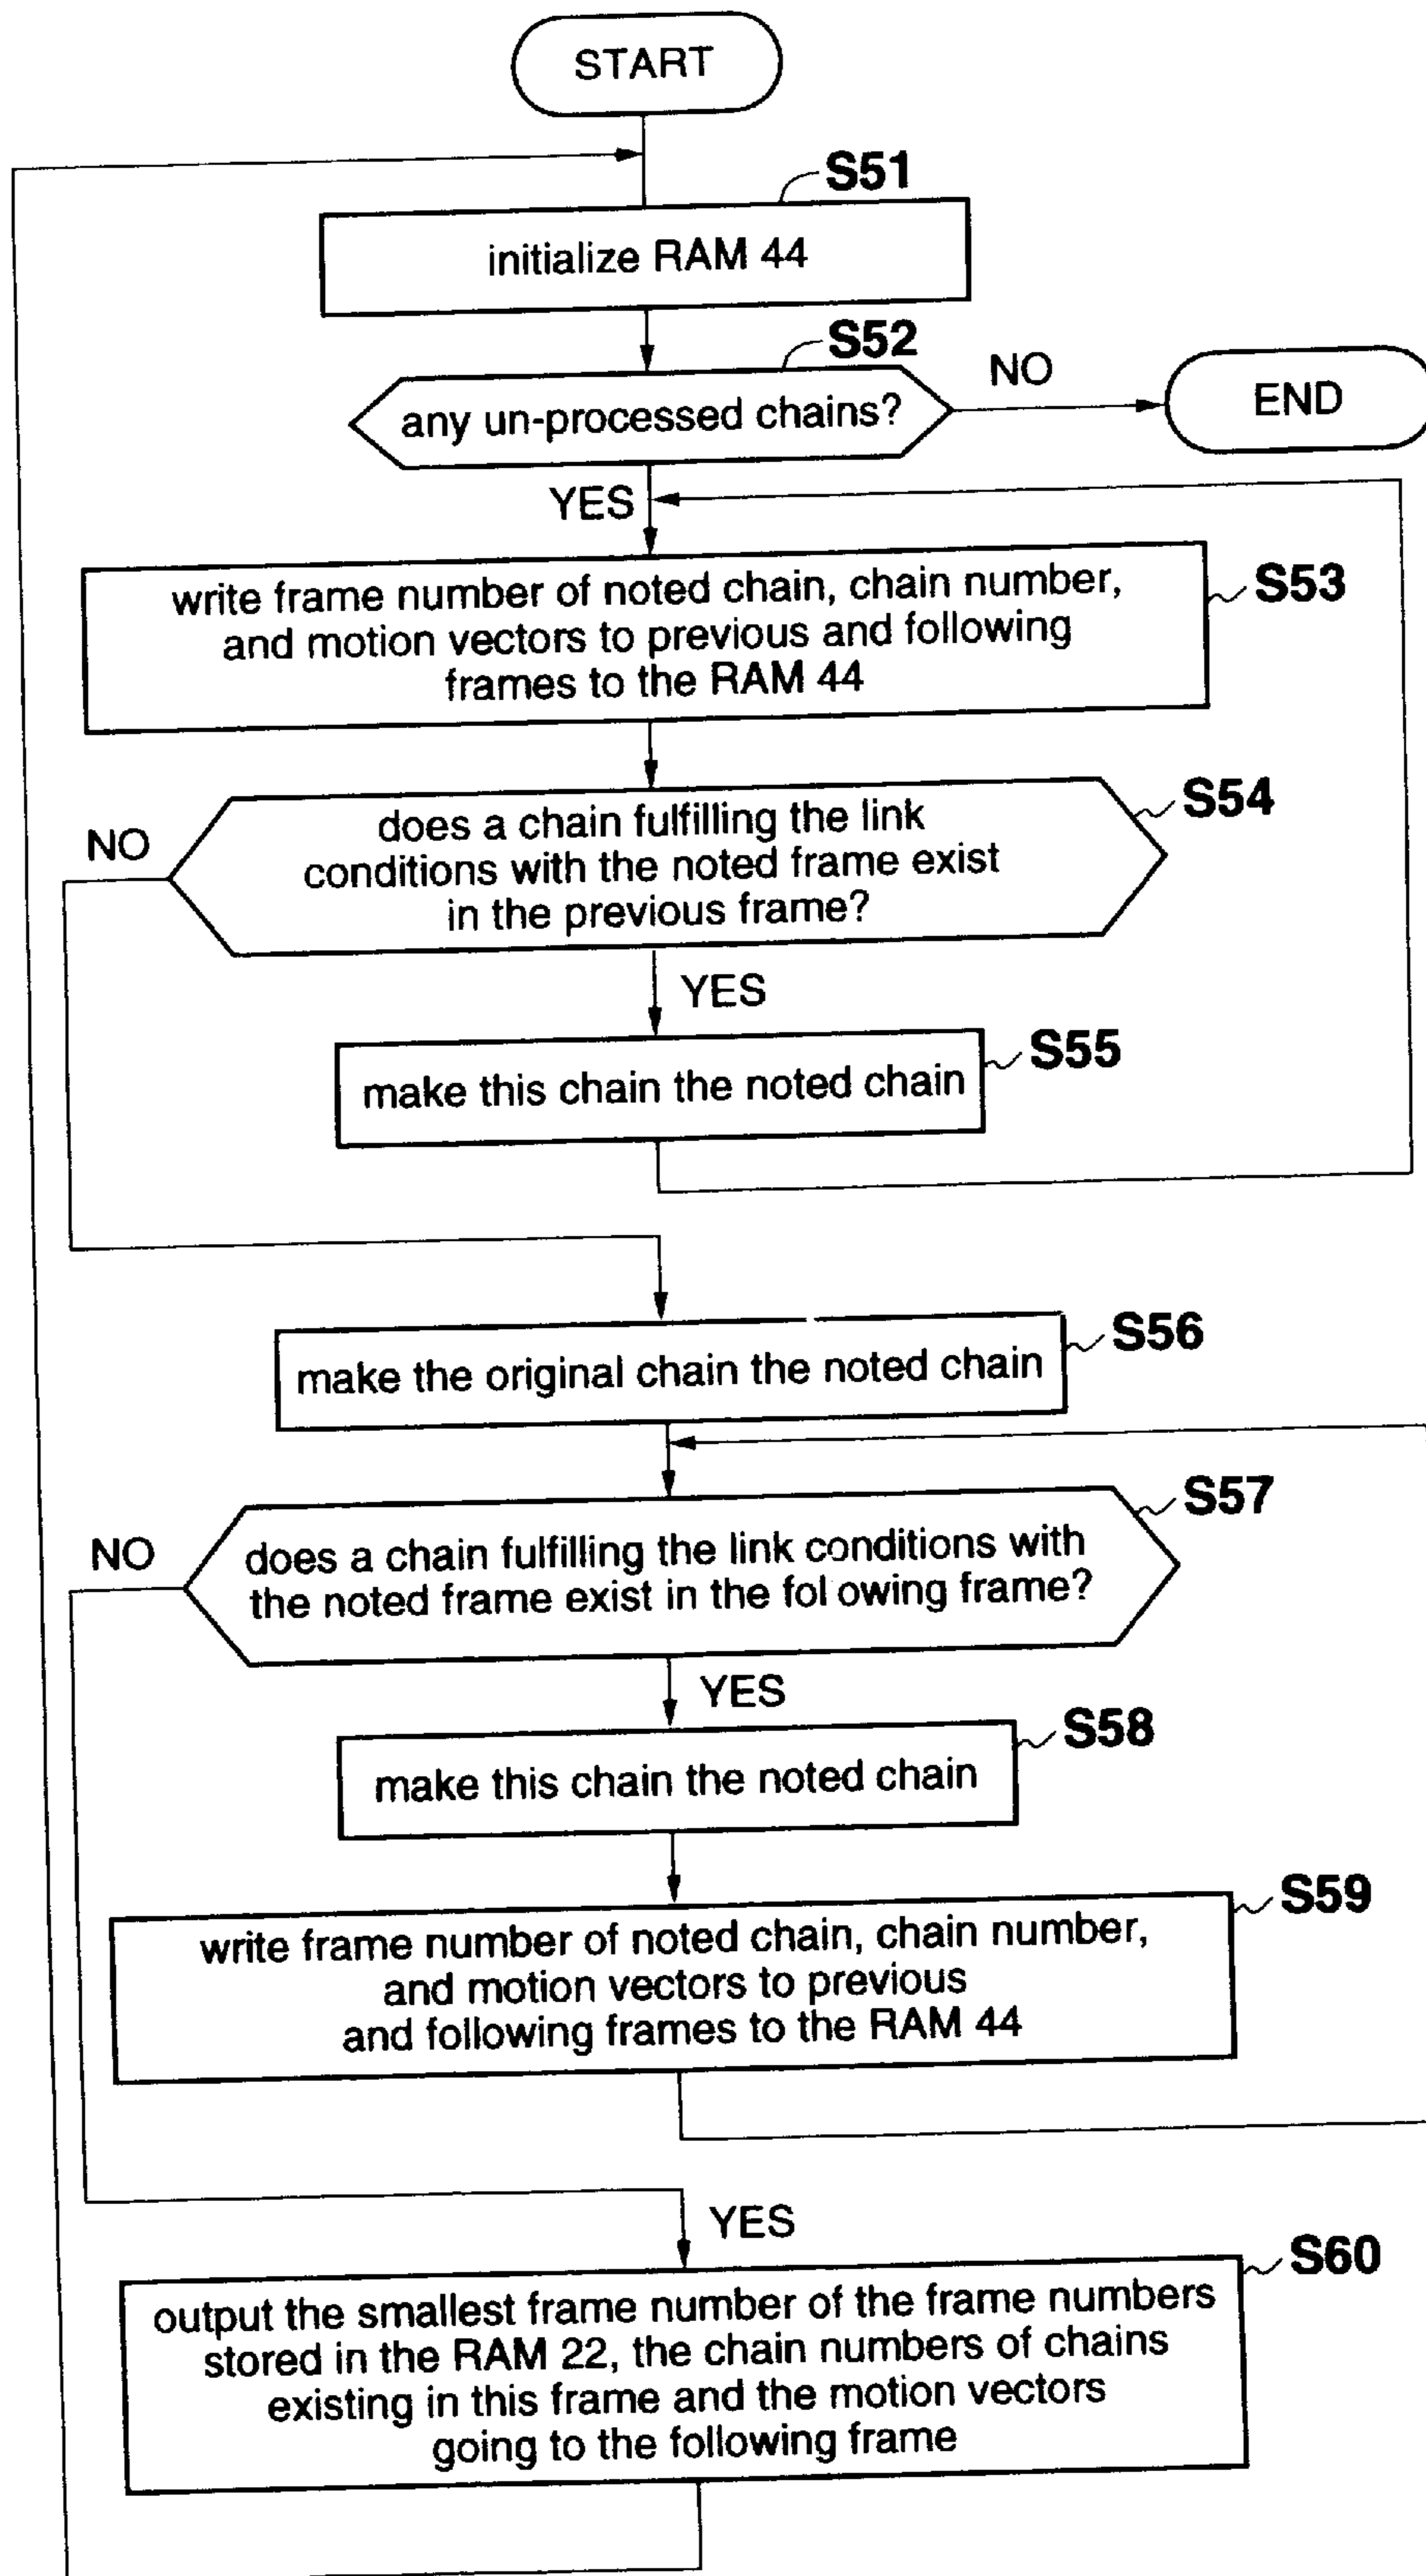 START
S51
initialize RAM 44
S52
any un-processed chains?
NO
END
YES
write frame number of noted chain, chain number,
and motion vectors to previous and following
frames to the RAM 44
S53
does a chain fulfilling the link
conditions with the noted frame exist
in the previous frame?
S54
NO
YES
make this chain the noted chain
S55
make the original chain the noted chain
S56
does a chain fulfilling the link conditions with
the noted frame exist in the fol owing frame?
S57
NO
YES
make this chain the noted chain
S58
write frame number of noted chain, chain number,
and motion vectors to previous
and following frames to the RAM 44
S59
YES
output the smallest frame number of the frame numbers
stored in the RAM 22, the chain numbers of chains
existing in this frame and the motion vectors
going to the following frame
S60